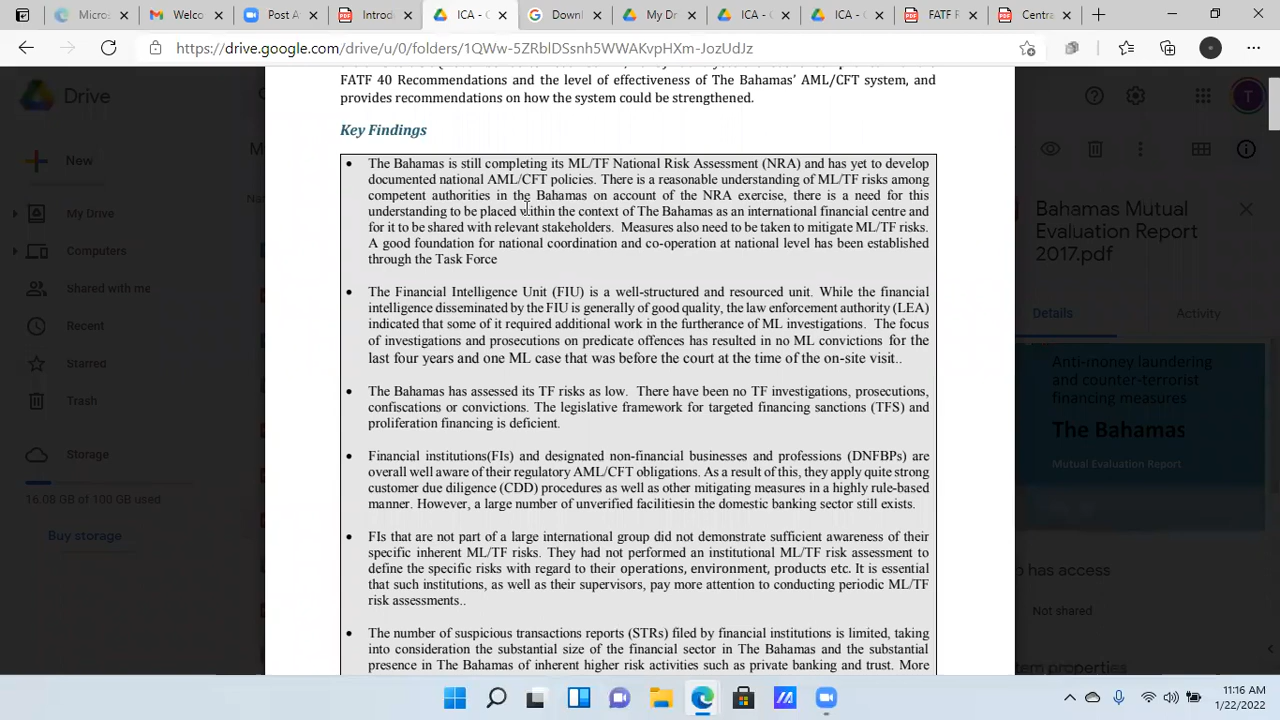 FATF F
ICA -
ICA -
Down
Mutua
ICA -
ICA -
FATF I
Centra
https://drive.google.com/drive/u/0/folders/1QWw-5ZRblDSsnh5WWAKvpHXm-JozUdJz
Drive
New
My Drive
Computers
Shared with me
Recent
Starred
Trash
Storage
16.08 GB of 100 GB used
Buy storage
FATF 40 Recommendations and the level of effectiveness of The Bahamas' AML/CFT system, and
provides recommendations on how the system could be strengthened.
Key Findings
• The Bahamas is still completing its ML/TF National Risk Assessment (NRA) and has yet to develop
documented national AML/CFT policies. There is a reasonable understanding of ML/TF risks among
competent authorities in the Bahamas on account of the NRA exercise, there is a need for this
understanding to be placed within the context of The Bahamas as an international financial centre and
for it to be shared with relevant stakeholders. Measures also need to be taken to mitigate ML/TF risks.
A good foundation for national coordination and co-operation at national level has been established
through the Task Force
• The Financial Intelligence Unit (FIU) is a well-structured and resourced unit. While the financial
intelligence disseminated by the FIU is generally of good quality, the law enforcement authority (LEA)
indicated that some of it required additional work in the furtherance of ML investigations. The focus
of investigations and prosecutions on predicate offences has resulted in no ML convictions for the
last four years and one ML case that was before the court at the time of the on-site visit..
• The Bahamas has assessed its TF risks as low. There have been no TF investigations, prosecutions,
confiscations or convictions. The legislative framework for targeted financing sanctions (TFS) and
proliferation financing is deficient.
• Financial institutions(FIs) and designated non-financial businesses and professions (DNFBPs) are
overall well aware of their regulatory AML/CFT obligations. As a result of this, they apply quite strong
customer due diligence (CDD) procedures as well as other mitigating measures in a highly rule-based
manner. However, a large number of unverified facilitiesin the domestic banking sector still exists.
• FIs that are not part of a large international group did not demonstrate sufficient awareness of their
specific inherent ML/TF risks. They had not performed an institutional ML/TF risk assessment to
define the specific risks with regard to their operations, environment, products etc. It is essential
that such institutions, as well as their supervisors, pay more attention to conducting periodic ML/TF
risk assessments..
• The number of suspicious transactions reports (STRs) filed by financial institutions is limited, taking
into consideration the substantial size of the financial sector in The Bahamas and the substantial
presence in The Bahamas of inherent higher risk activities such as private banking and trust. More
T
Bahamas Mutual
Evaluation Report
2017.pdf
Details
Activity
Anti-money laundering
and counter-terrorist
financing measures
The Bahamas
Mutual Evaluation Report
has access
Not shared
tem properties
11:16 AM
1/22/2022